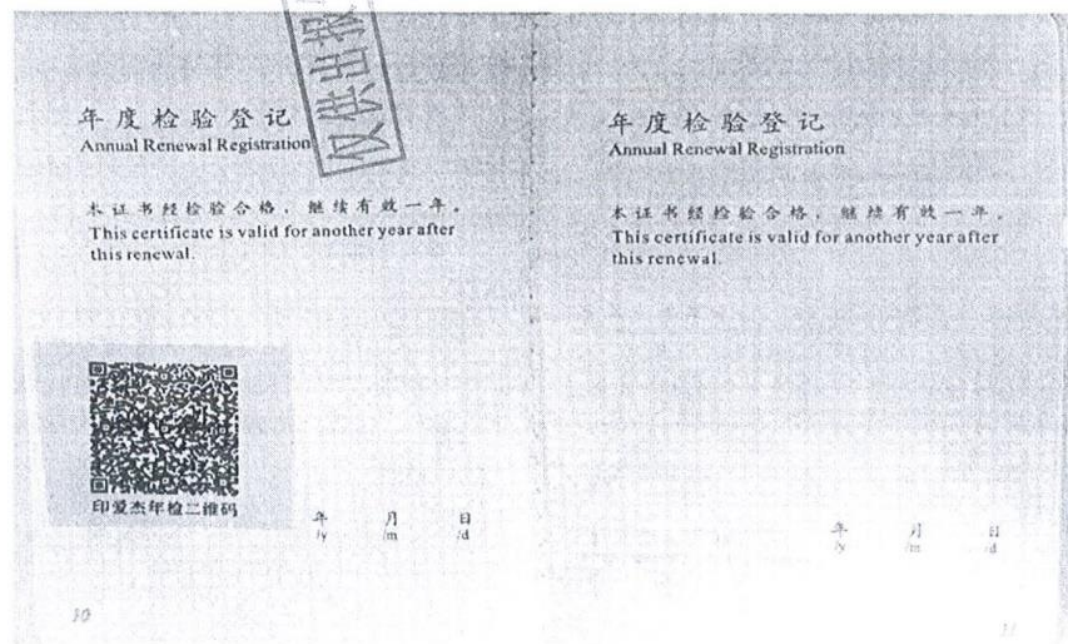 仅供出报
年度检验登记
Annual Renewal Registration
本证书经检验合格，继续有效一年。
This certificate is valid for another year after
this renewal.
印爱杰年检二维码
年 月 日
/y /m /d
10
年度检验登记
Annual Renewal Registration
本证书经检验合格，继续有效一年。
This certificate is valid for another year after
this renewal.
年 月 日
/y /m /d
11